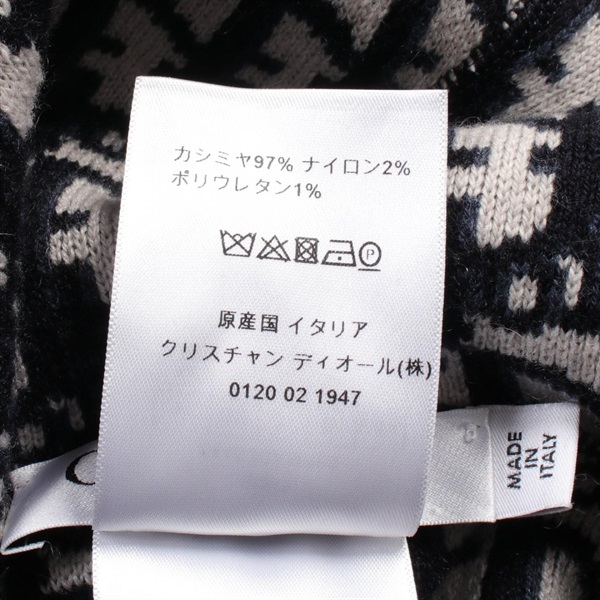 カシミヤ97% ナイロン2%
ポリウレタン1%
P
原産国 イタリア
クリスチャン ディオール(株)
0120 02 1947
MADE
IN
ITALY